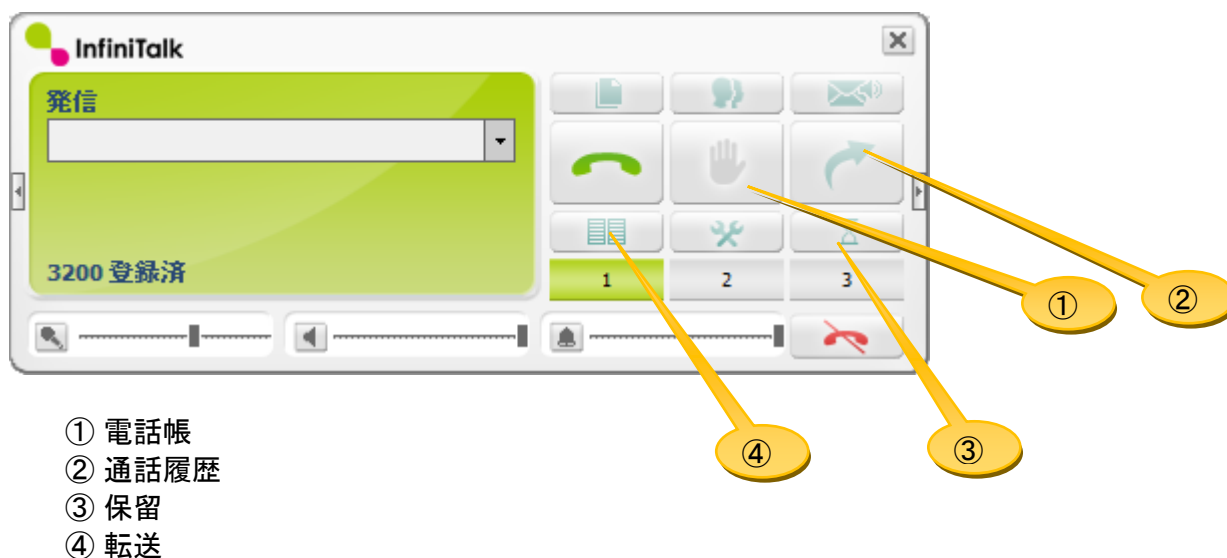 InfiniTalk
発信
3200 登録済
1
2
3
①
②
③
④
① 電話帳
② 通話履歴
③ 保留
④ 転送